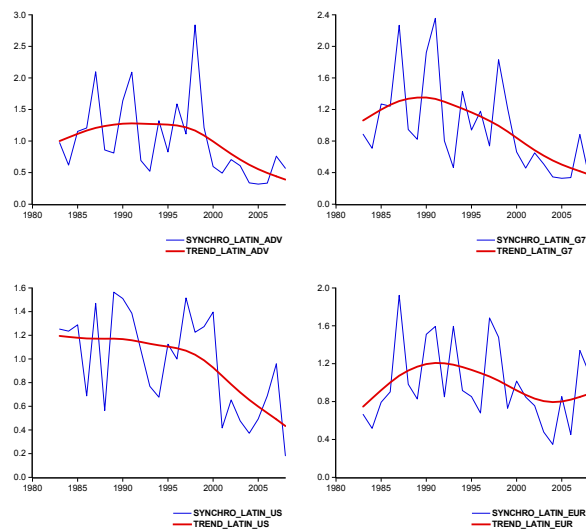 3.0
2.5
2.0
1.5
1.0
0.5
0.0
1980 1985 1990 1995 2000 2005
SYNCHRO_LATIN_ADV
TREND_LATIN_ADV
2.4
2.0
1.6
1.2
0.8
0.4
0.0
1980 1985 1990 1995 2000 2005
SYNCHRO_LATIN_G7
TREND_LATIN_G7
1.6
1.4
1.2
1.0
0.8
0.6
0.4
0.2
0.0
1980 1985 1990 1995 2000 2005
SYNCHRO_LATIN_US
TREND_LATIN_US
2.0
1.6
1.2
0.8
0.4
0.0
1980 1985 1990 1995 2000 2005
SYNCHRO_LATIN_EUR
TREND_LATIN_EUR